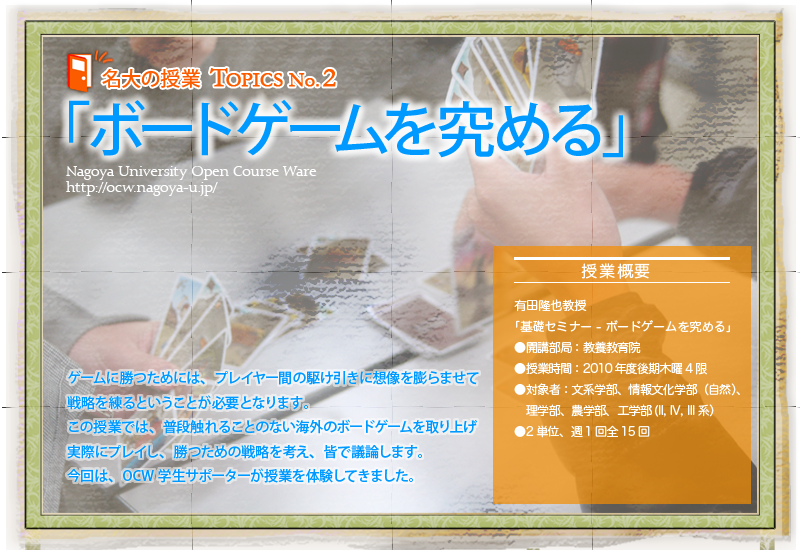 名大の授業 TOPICS NO.2
「ボードゲームを究める」
Nagoya University Open Course Ware
http://ocw.nagoya-u.jp/
ゲームに勝つためには、プレイヤー間の駆け引きに想像を膨らませて
戦略を練るということが必要となります。
この授業では、普段触れることのない海外のボードゲームを取り上げ
実際にプレイし、勝つための戦略を考え、皆で議論します。
今回は、OCW 学生サポーターが授業を体験してきました。
授業概要
有田隆也教授
「基礎セミナー - ボードゲームを究める」
●開講部局：教養教育院
●授業時間：2010 年度後期木曜 4 限
●対象者：文系学部、情報文化学部（自然）、
理学部、農学部、工学部 (II, IV, III 系)
●2 単位、週 1 回全 15 回